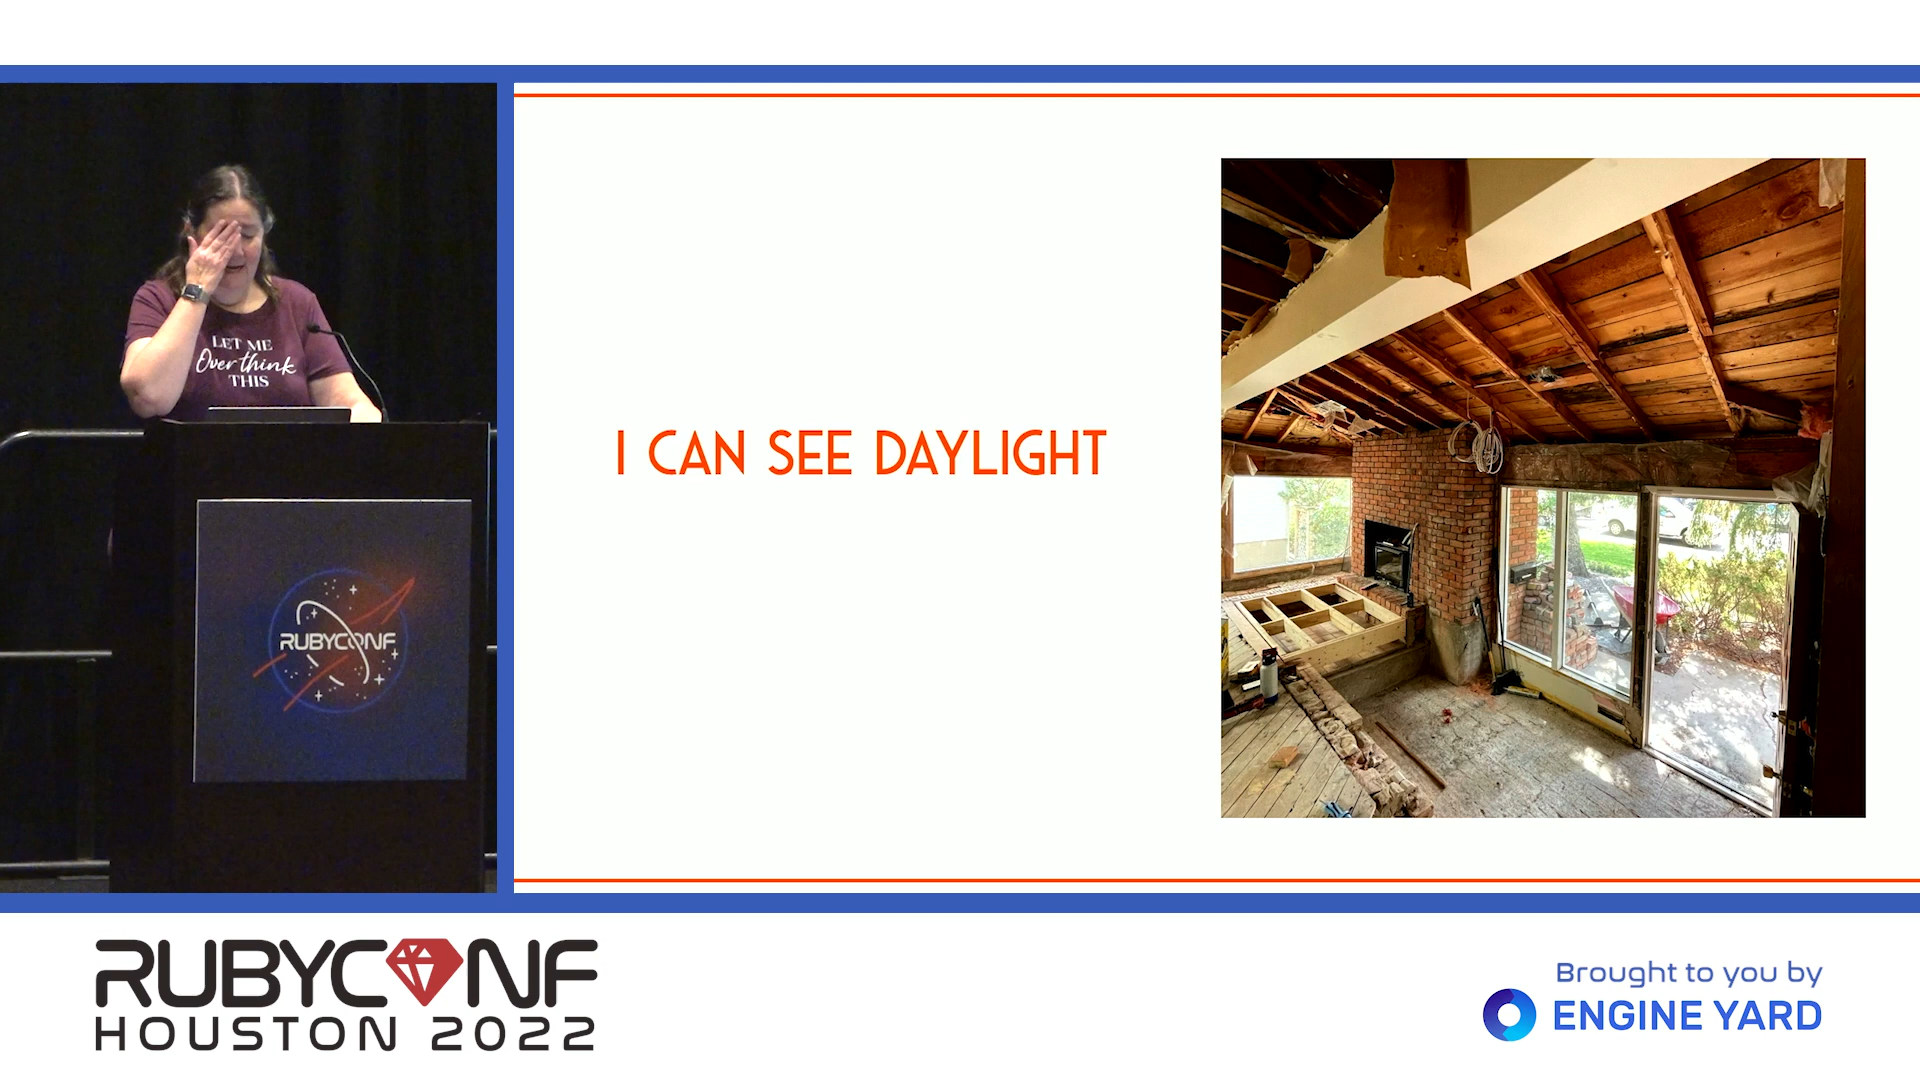 LET ME
Overthink
THIS
RUBYCONF
I CAN SEE DAYLIGHT
RUBYCONF
HOUSTON 2022
Brought to you by
ENGINE YARD